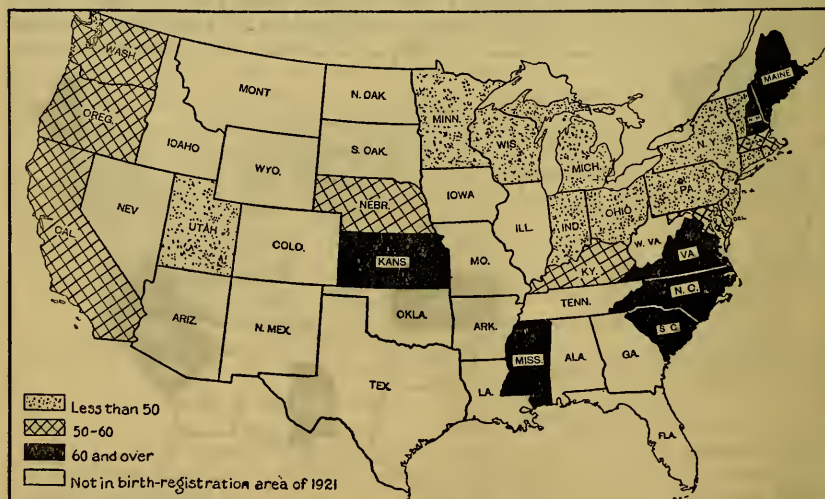 WASH.
MONT
N. OAK.
MINN.
MAINE
OREG.
IDAHO
S. OAK.
WIS.
MICH.
N.Y.
WYO.
NEBR.
IOWA
PA.
NEV
UTAH
COLO.
ILL.
IND.
OHIO
DEL.
CAL.
KANS
MO.
W. VA.
VA.
KY.
N. C.
ARIZ.
N. MEX.
OKLA.
ARK.
TENN.
S C.
MISS.
ALA.
GA.
TEX.
LA.
FLA.
Less than 50
50-60
60 and over
Not in birth-registration area of 1921